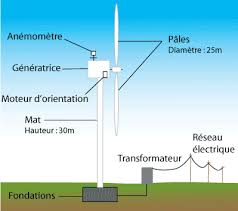 Anémomètre
Pâles
Diamètre : 25m
Génératrice
Moteur d'orientation
Mat
Hauteur : 30m
Réseau
électrique
Transformateur
Fondations